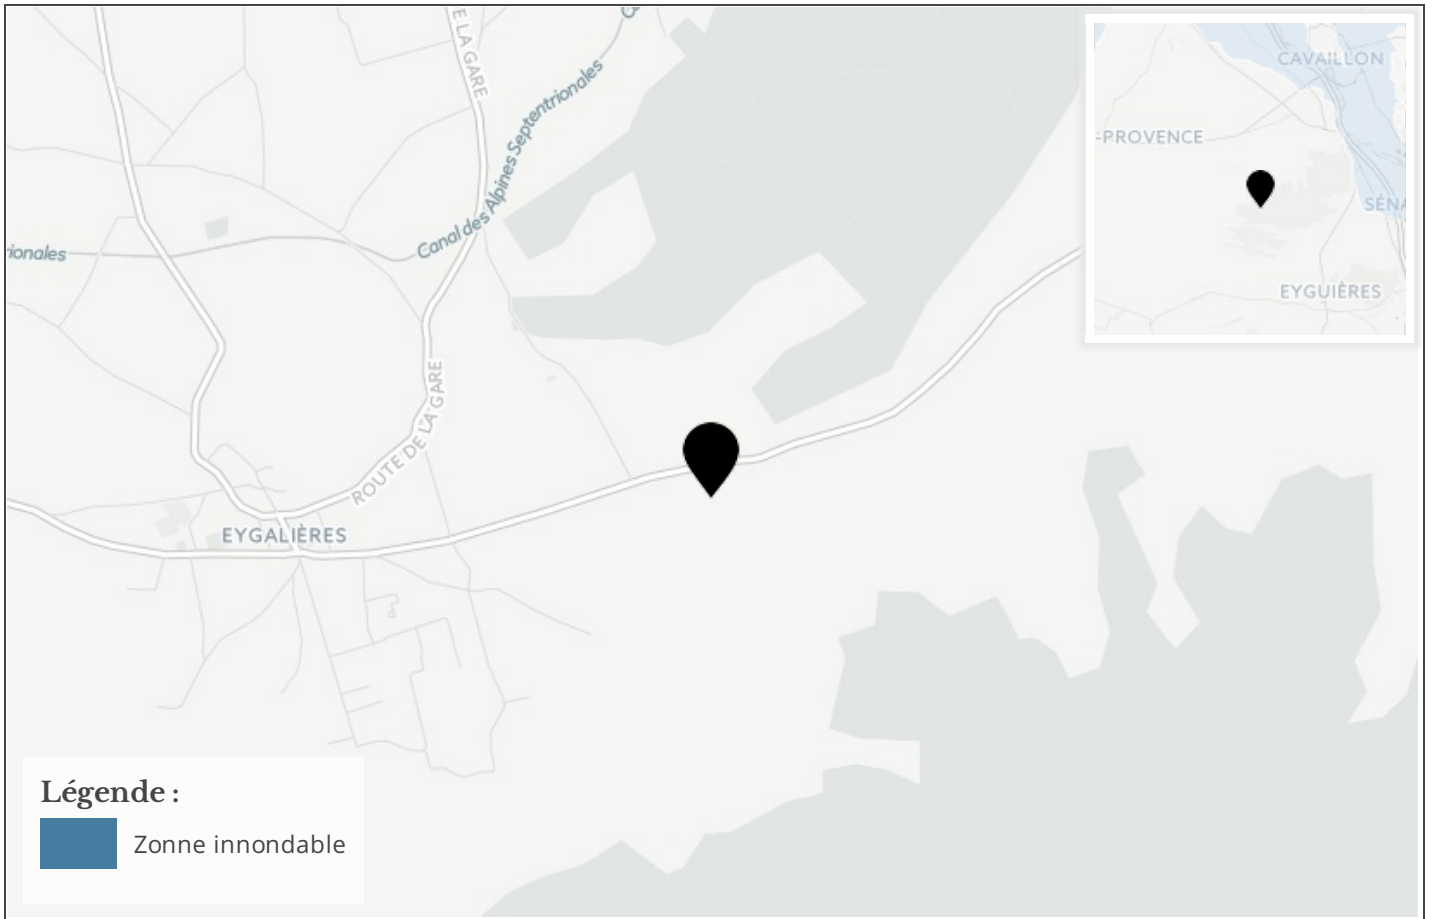 E LA GARE
Canal des Alpines Septentrionales
CAVAILLON
-PROVENCE
SÉNA
EYGUIÈRES
ionales
ROUTE DE LA GARE
EYGALIÈRES
Légende :
Zonne innondable